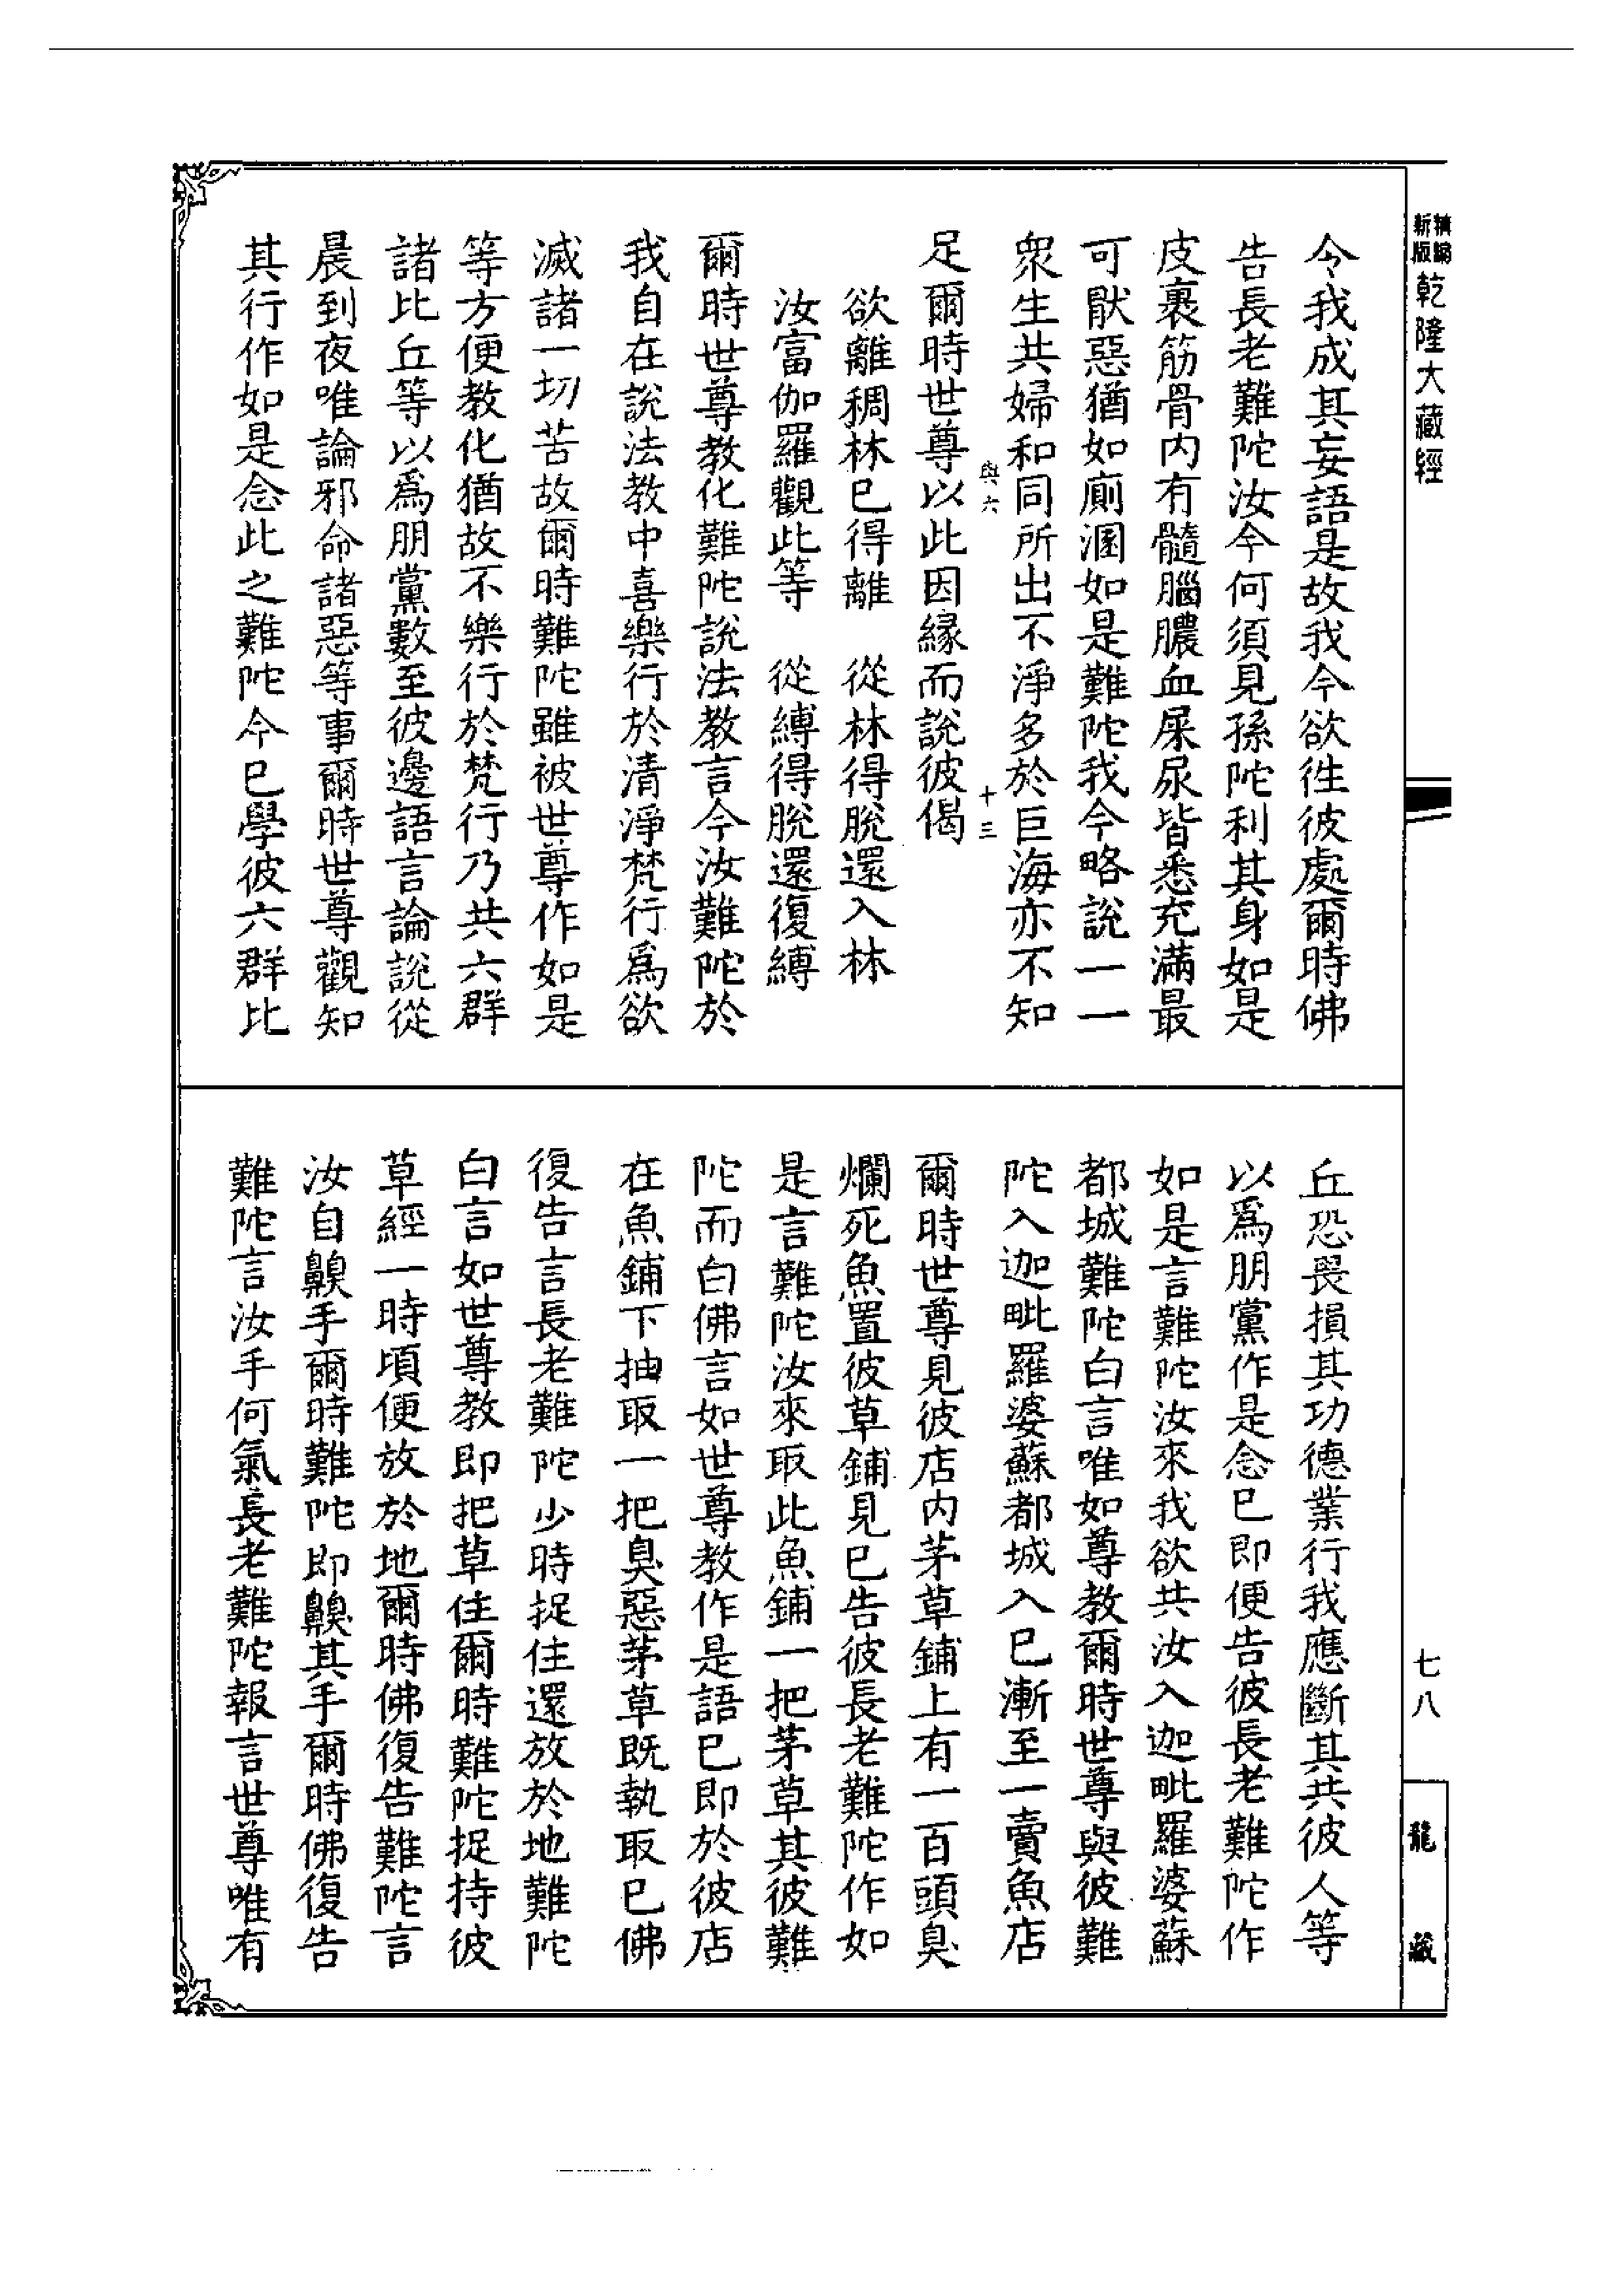 精編
新版
乾隆大藏經
今我成其妄語是故我今欲往彼處爾時佛
告長老難陀汝今何須見孫陀利其身如是
皮裹筋骨内有髓腦膿血屎尿皆悉充滿最
可厭惡猶如廁溷如是難陀我今略說一一
衆生共婦和同所出不淨多於巨海亦不知
與六
十三
足爾時世尊以此因緣而說彼偈
欲離稠林已得離　從林得脫還入林
汝富伽羅觀此等　從縛得脫還復縛
爾時世尊教化難陀說法教言今汝難陀於
我自在說法教中喜樂行於清淨梵行爲欲
滅諸一切苦故爾時難陀雖被世尊作如是
等方便教化猶故不樂行於梵行乃共六群
諸比丘等以爲朋黨數至彼邊語言論說從
晨到夜唯論邪命諸惡等事爾時世尊觀知
其行作如是念此之難陀今已學彼六群比
丘恐畏損其功德業行我應斷其共彼人等
以爲朋黨作是念已即便告彼長老難陀作
如是言難陀汝來我欲共汝入迦毗羅婆蘇
都城難陀白言唯如尊教爾時世尊與彼難
陀入迦毗羅婆蘇都城入已漸至一賣魚店
爾時世尊見彼店内茅草鋪上有一百頭臭
爛死魚置彼草鋪見已告彼長老難陀作如
是言難陀汝來取此魚鋪一把茅草其彼難
陀而白佛言如世尊教作是語已即於彼店
在魚鋪下抽取一把臭惡茅草既執取已佛
復告言長老難陀少時捉住還放於地難陀
白言如世尊教即把草住爾時難陀捉持彼
草經一時頃便放於地爾時佛復告難陀言
汝自齅手爾時難陀即齅其手爾時佛復告
難陀言汝手何氣長老難陀報言世尊唯有
七八
龍藏